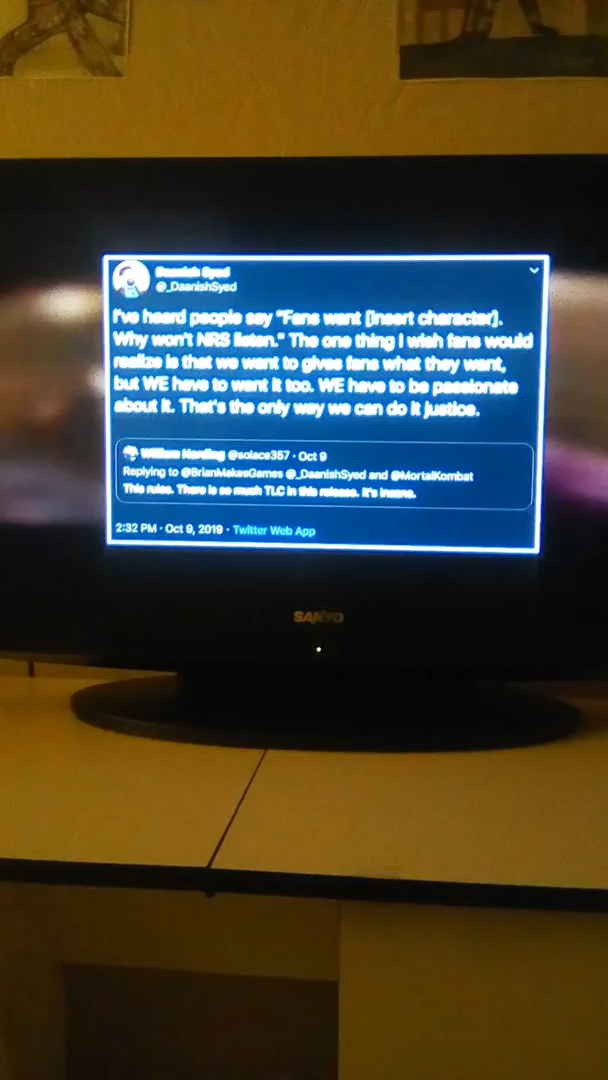 Daanish Syed
@_DaanishSyed
I've heard people say "Fans want [insert character].
Why won't NRS listen." The one thing I wish fans would
realize is that we want to gives fans what they want,
but WE have to want it too. WE have to be passionate
about it. That's the only way we can do it justice.
William Harding @solace357 · Oct 9
Replying to @BrianMakesGames @_DaanishSyed and @MortalKombat
This rules. There is so much TLC in this release. It's insane.
2:32 PM · Oct 9, 2019 · Twitter Web App
SANYO